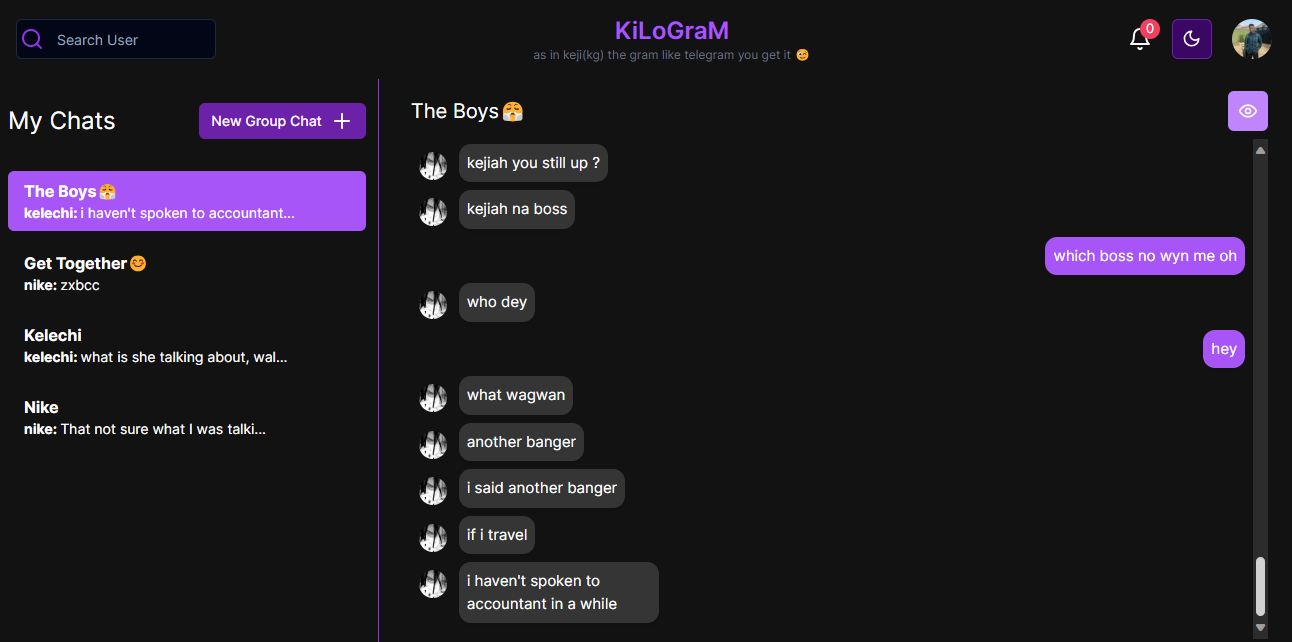 Search User
KiLoGraM
as in keji(kg) the gram like telegram you get it 😉
0
My Chats
New Group Chat
The Boys😤
kelechi: i haven't spoken to accountant...
Get Together😊
nike: zxbcc
Kelechi
kelechi: what is she talking about, wal...
Nike
nike: That not sure what I was talki...
The Boys😤
kejiah you still up ?
kejiah na boss
which boss no wyn me oh
who dey
hey
what wagwan
another banger
i said another banger
if i travel
i haven't spoken to
accountant in a while